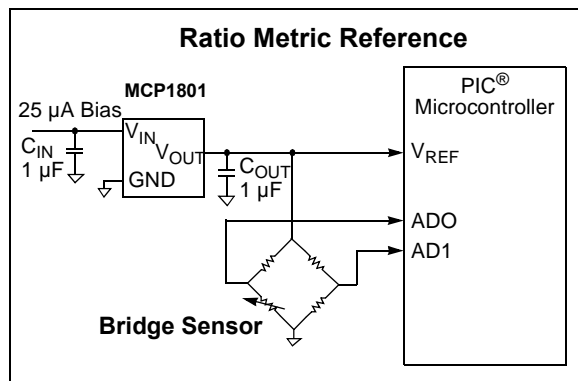 Ratio Metric Reference
MCP1801
PIC®
Microcontroller
25 µA Bias
VIN
VOUT
GND
CIN
1 µF
COUT
1 µF
VREF
ADO
AD1
Bridge Sensor